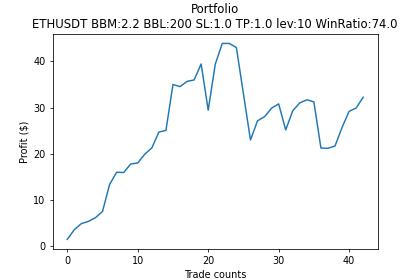 Portfolio
ETHUSDT BBM:2.2 BBL:200 SL:1.0 TP:1.0 lev:10 WinRatio:74.0
40
30
20
10
0
Profit ($)
0 10 20 30 40
Trade counts